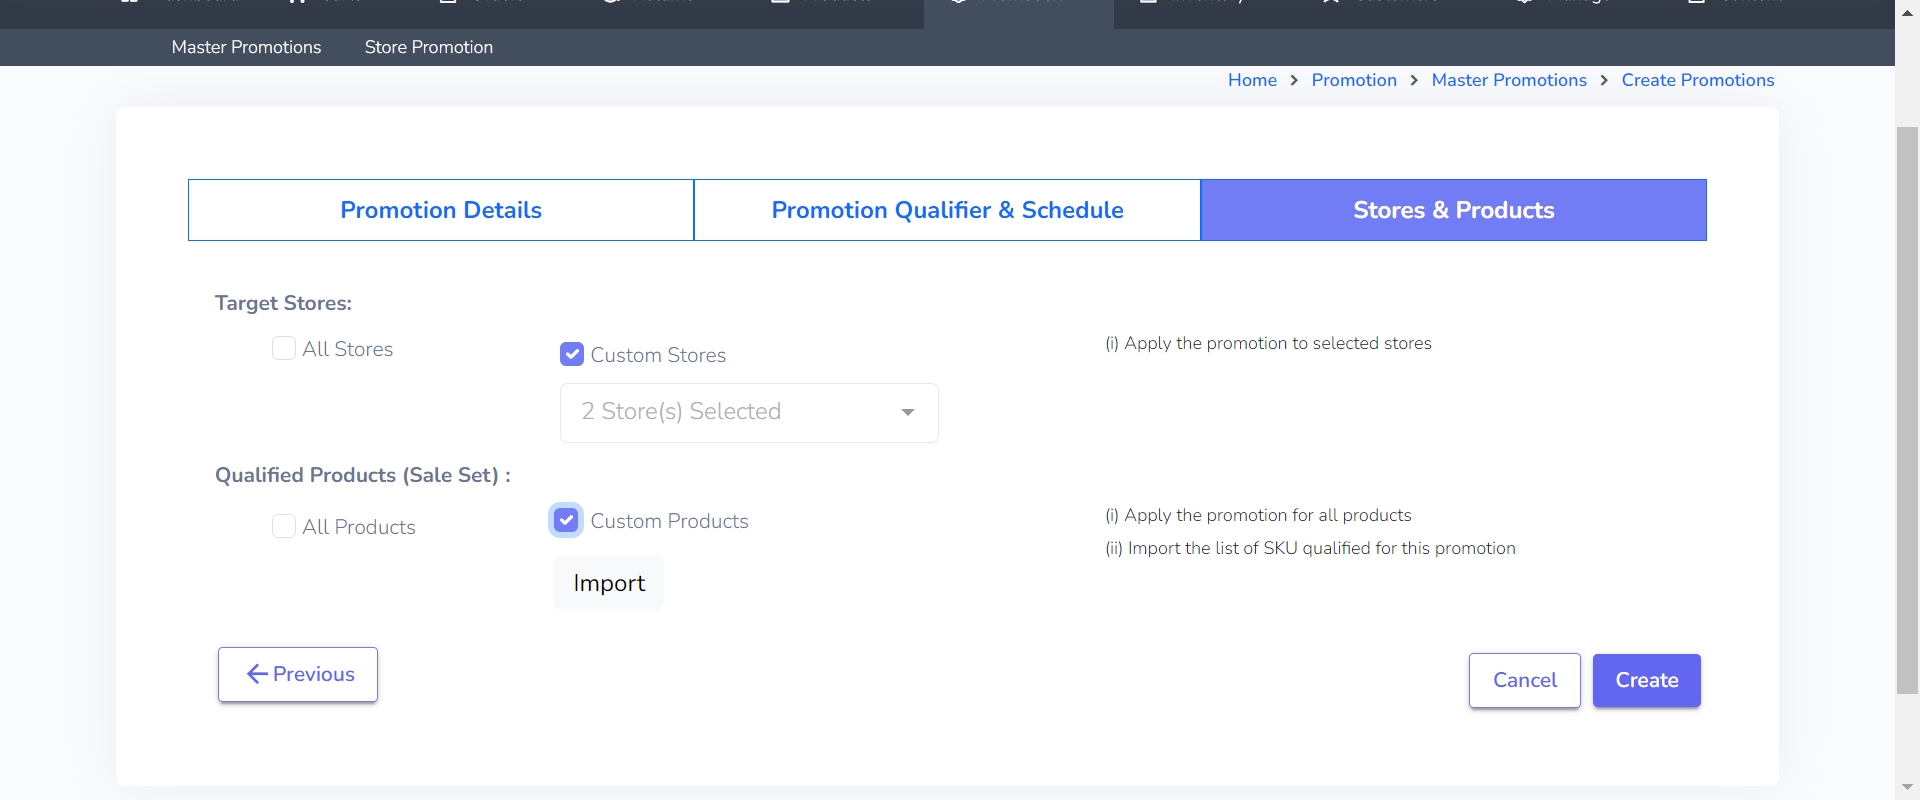 Master Promotions Store Promotion
Home > Promotion > Master Promotions > Create Promotions
Promotion Details
Promotion Qualifier & Schedule
Stores & Products
Target Stores:
All Stores
Custom Stores
(i) Apply the promotion to selected stores
2 Store(s) Selected
Qualified Products (Sale Set) :
All Products
Custom Products
(i) Apply the promotion for all products
(ii) Import the list of SKU qualified for this promotion
Import
Previous
Cancel
Create